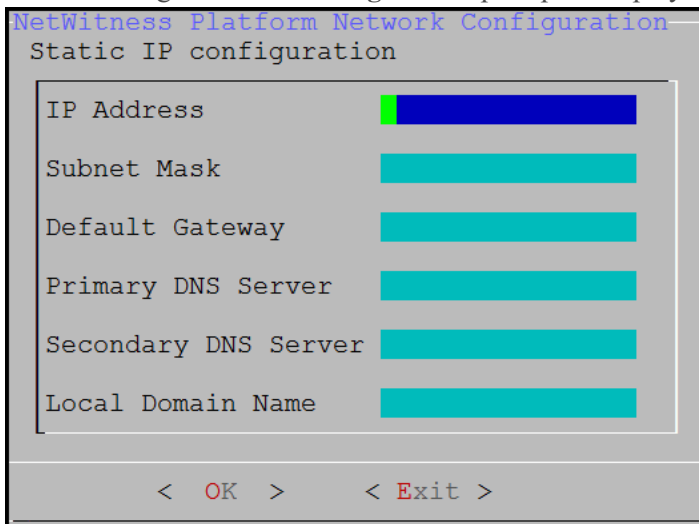 NetWitness Platform Network Configuration
Static IP configuration
IP Address
Subnet Mask
Default Gateway
Primary DNS Server
Secondary DNS Server
Local Domain Name
< OK > < Exit >